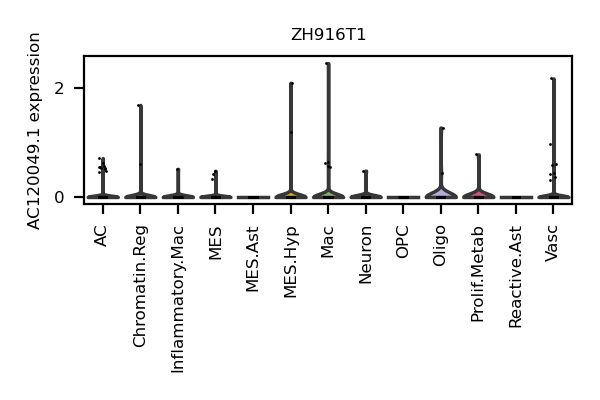 ZH916T1
AC120049.1 expression
2
0
AC
Chromatin.Reg
Inflammatory.Mac
MES
MES.Ast
MES.Hyp
Mac
Neuron
OPC
Oligo
Prolif.Metab
Reactive.Ast
Vasc